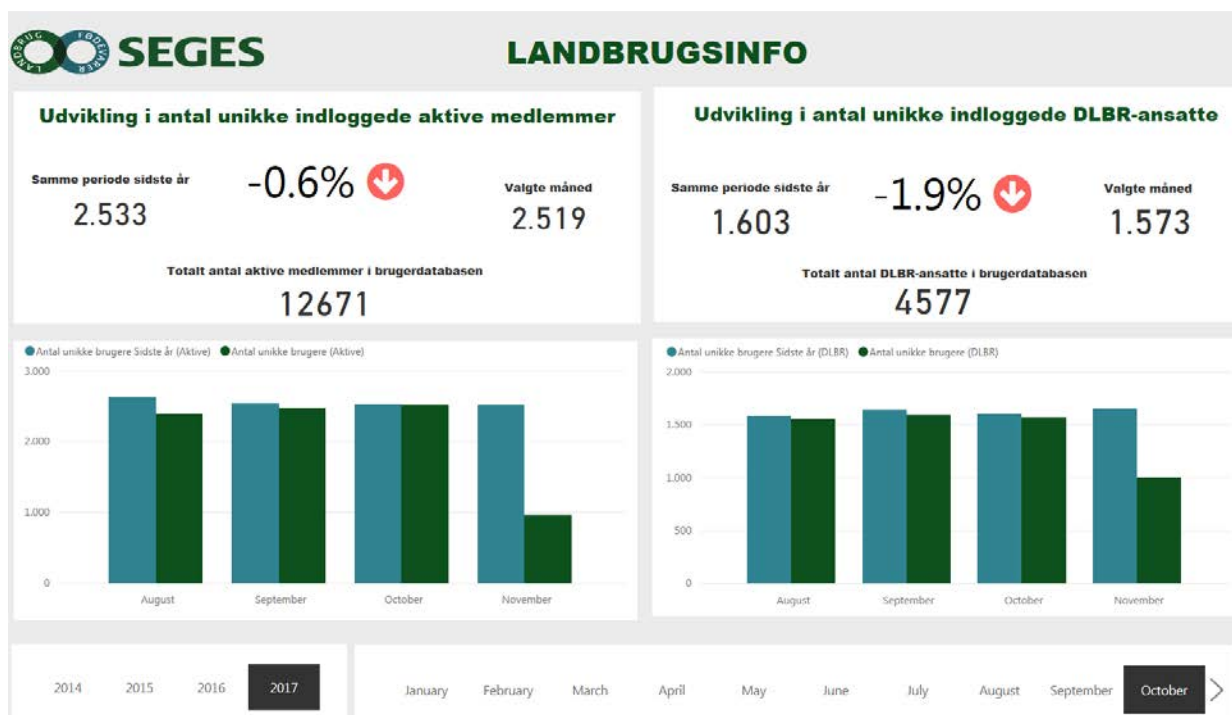 LANDBRUG FØDEVARER
SEGES
LANDBRUGSINFO
Udvikling i antal unikke indloggede aktive medlemmer
Samme periode sidste år
2.533
-0.6%
Valgte måned
2.519
Totalt antal aktive medlemmer i brugerdatabasen
12671
Udvikling i antal unikke indloggede DLBR-ansatte
Samme periode sidste år
1.603
-1.9%
Valgte måned
1.573
Totalt antal DLBR-ansatte i brugerdatabasen
4577
Antal unikke brugere Sidste år (Aktive) Antal unikke brugere (Aktive)
3.000
2.000
1.000
0
August September October November
Antal unikke brugere Sidste år (DLBR) Antal unikke brugere (DLBR)
2.000
1.500
1.000
500
0
August September October November
2014 2015 2016 2017
January February March April May June July August September October